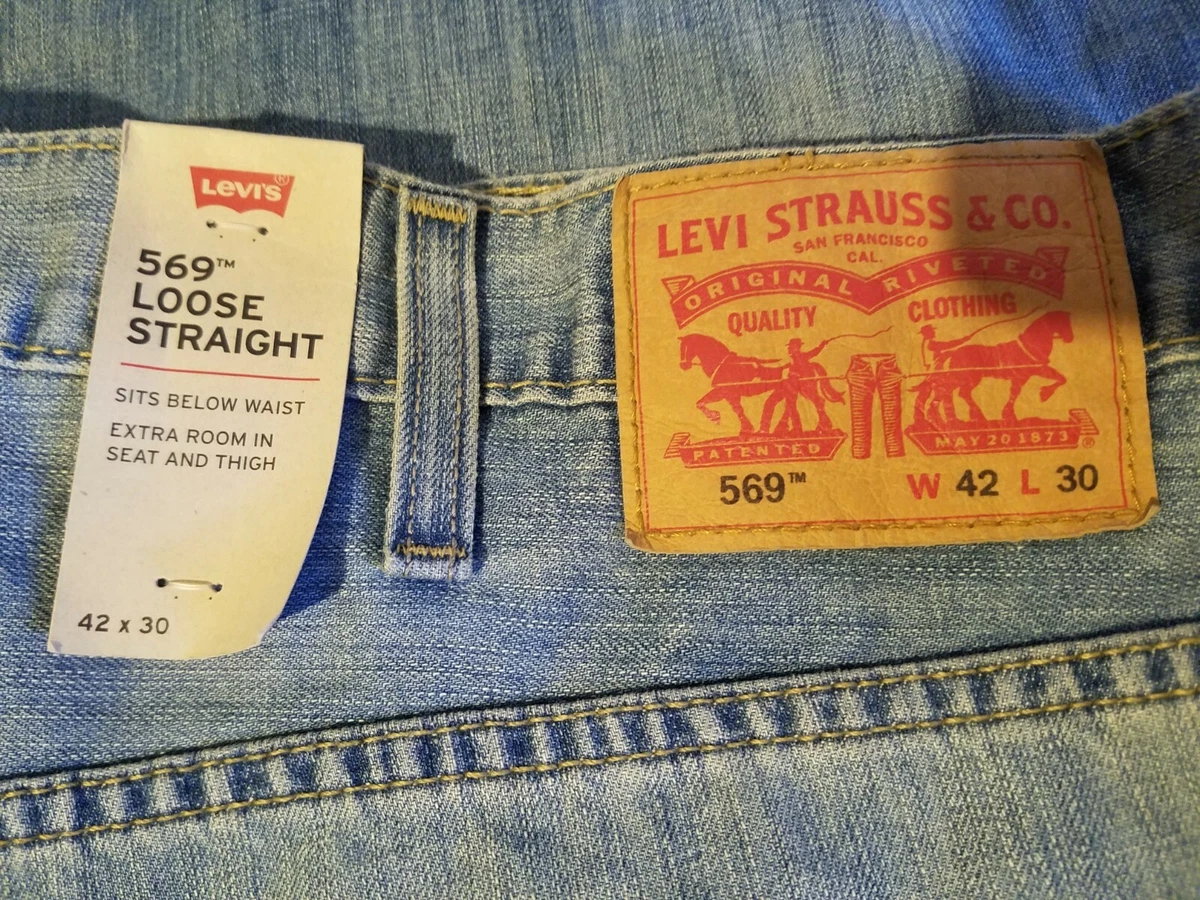 LEVI'S®
569™
LOOSE
STRAIGHT
SITS BELOW WAIST
EXTRA ROOM IN
SEAT AND THIGH
42 x 30
LEVI STRAUSS & CO.
SAN FRANCISCO
CAL.
ORIGINAL RIVETED
QUALITY CLOTHING
PATENTED MAY 20 1873 ®
569™ W 42 L 30